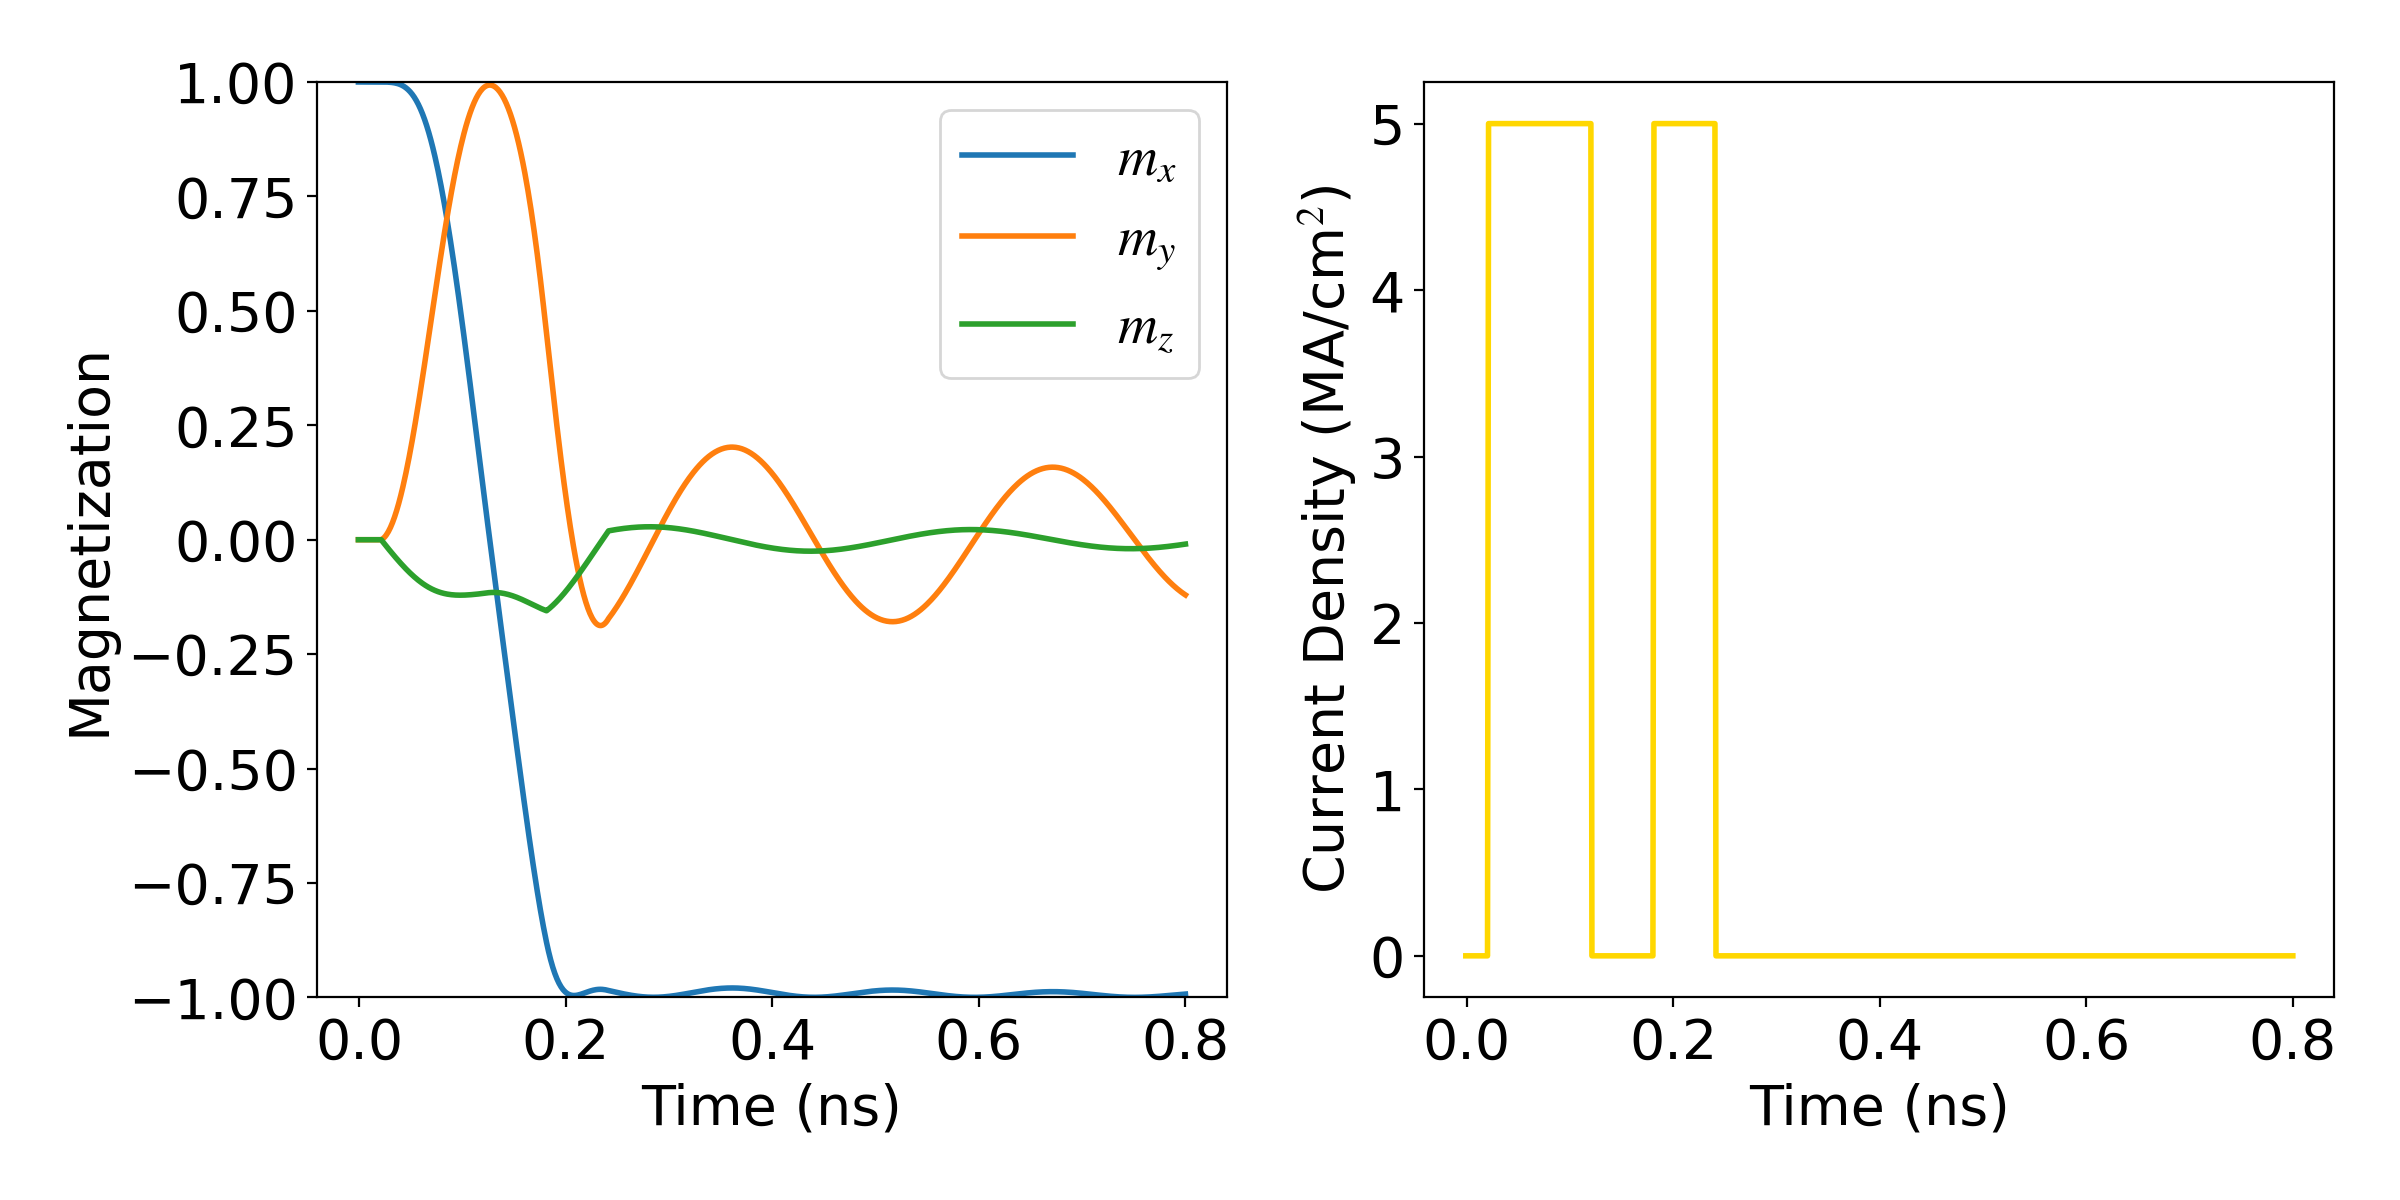 1.00
0.75
0.50
0.25
0.00
−0.25
−0.50
−0.75
−1.00
Magnetization
0.0 0.2 0.4 0.6 0.8
Time (ns)
m_x
m_y
m_z
5
4
3
2
1
0
Current Density (MA/cm²)
0.0 0.2 0.4 0.6 0.8
Time (ns)